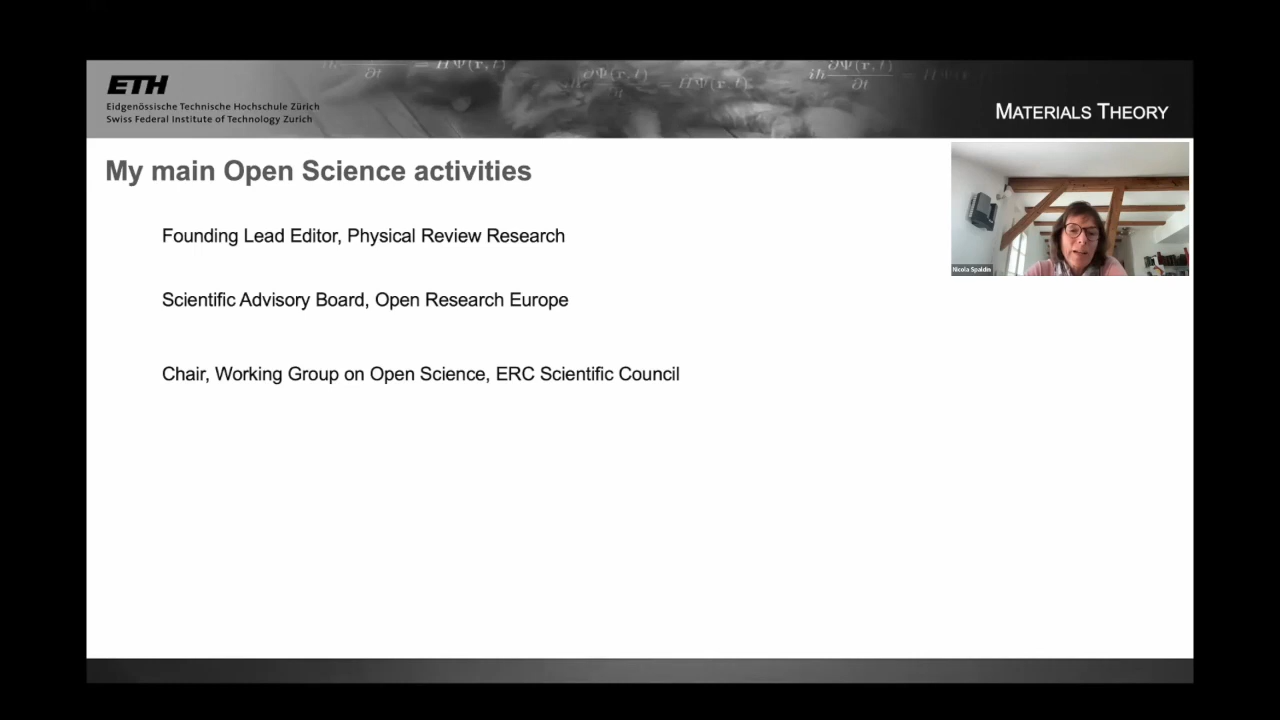 ETH
Eidgenössische Technische Hochschule Zürich
Swiss Federal Institute of Technology Zurich
MATERIALS THEORY
My main Open Science activities
Nicola Spaldin
Founding Lead Editor, Physical Review Research
Scientific Advisory Board, Open Research Europe
Chair, Working Group on Open Science, ERC Scientific Council